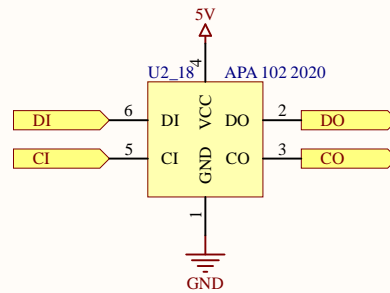 5V
U2_18 APA 102 2020
4
DI 6 DI VCC DO 2 DO
CI 5 CI GND CO 3 CO
1
GND